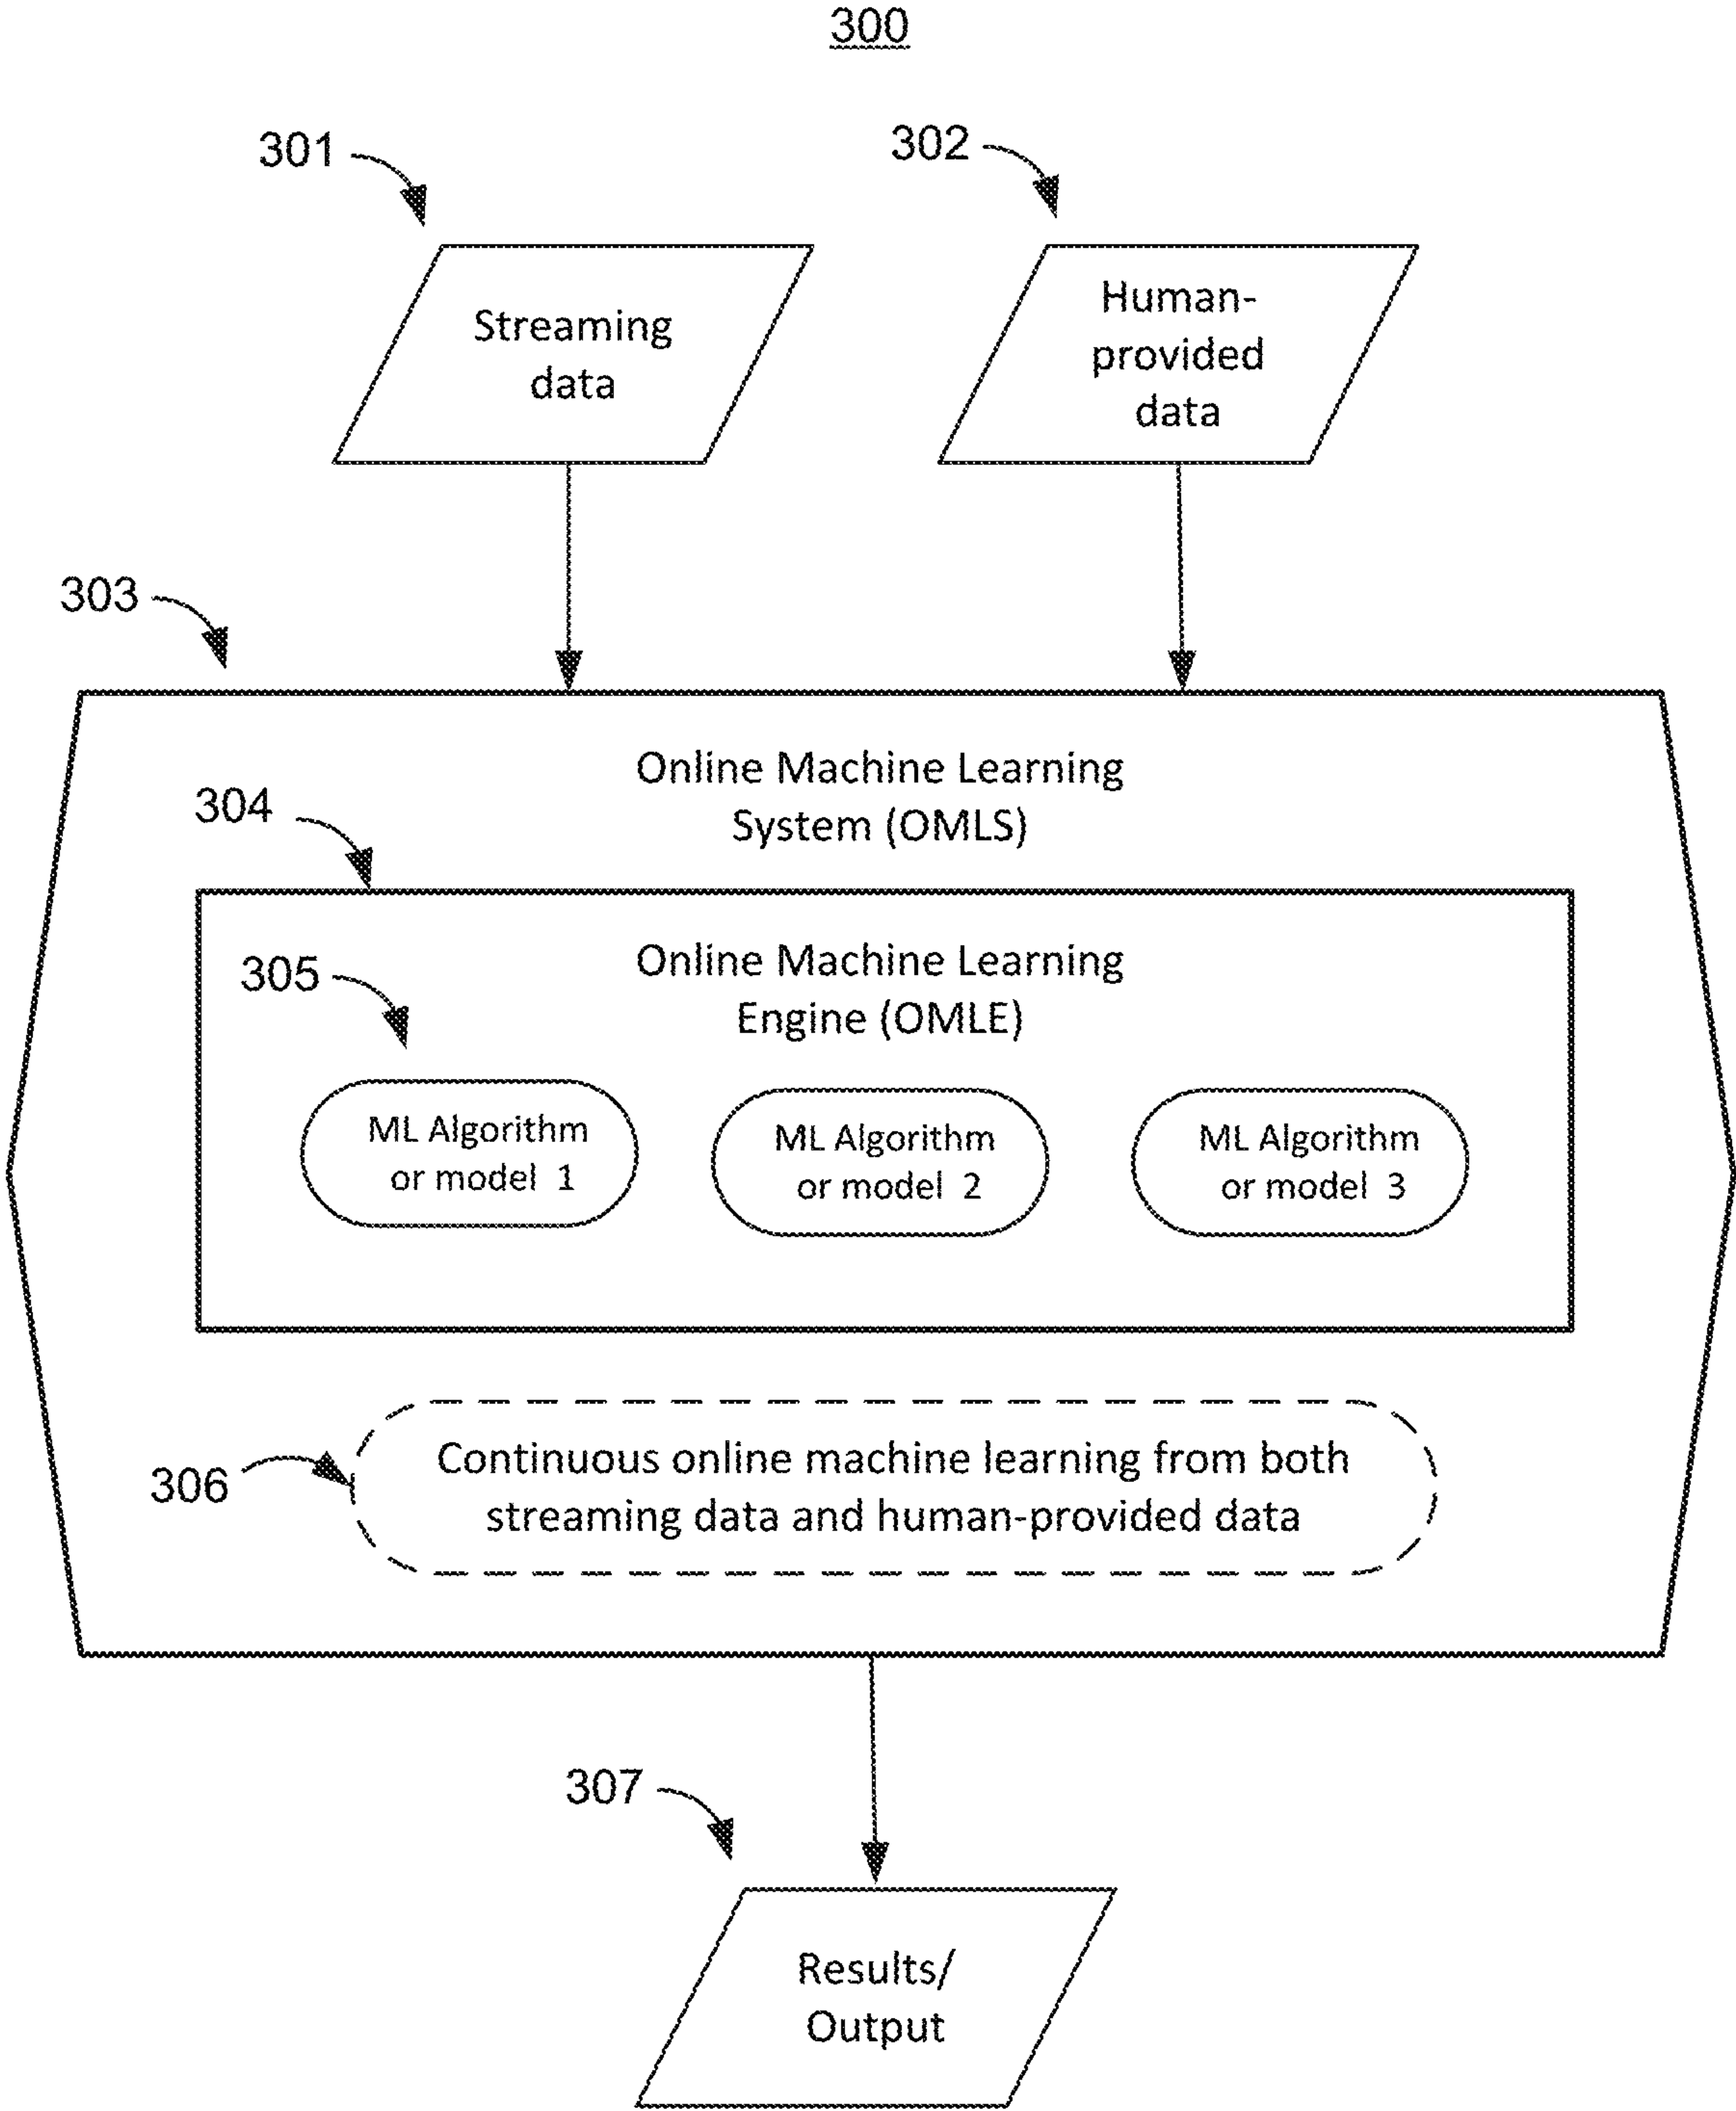 300
301
302
Streaming
data
Human-
provided
data
303
Online Machine Learning
System (OMLS)
304
Online Machine Learning
Engine (OMLE)
305
ML Algorithm
or model 1
ML Algorithm
or model 2
ML Algorithm
or model 3
306
Continuous online machine learning from both
streaming data and human-provided data
307
Results/
Output